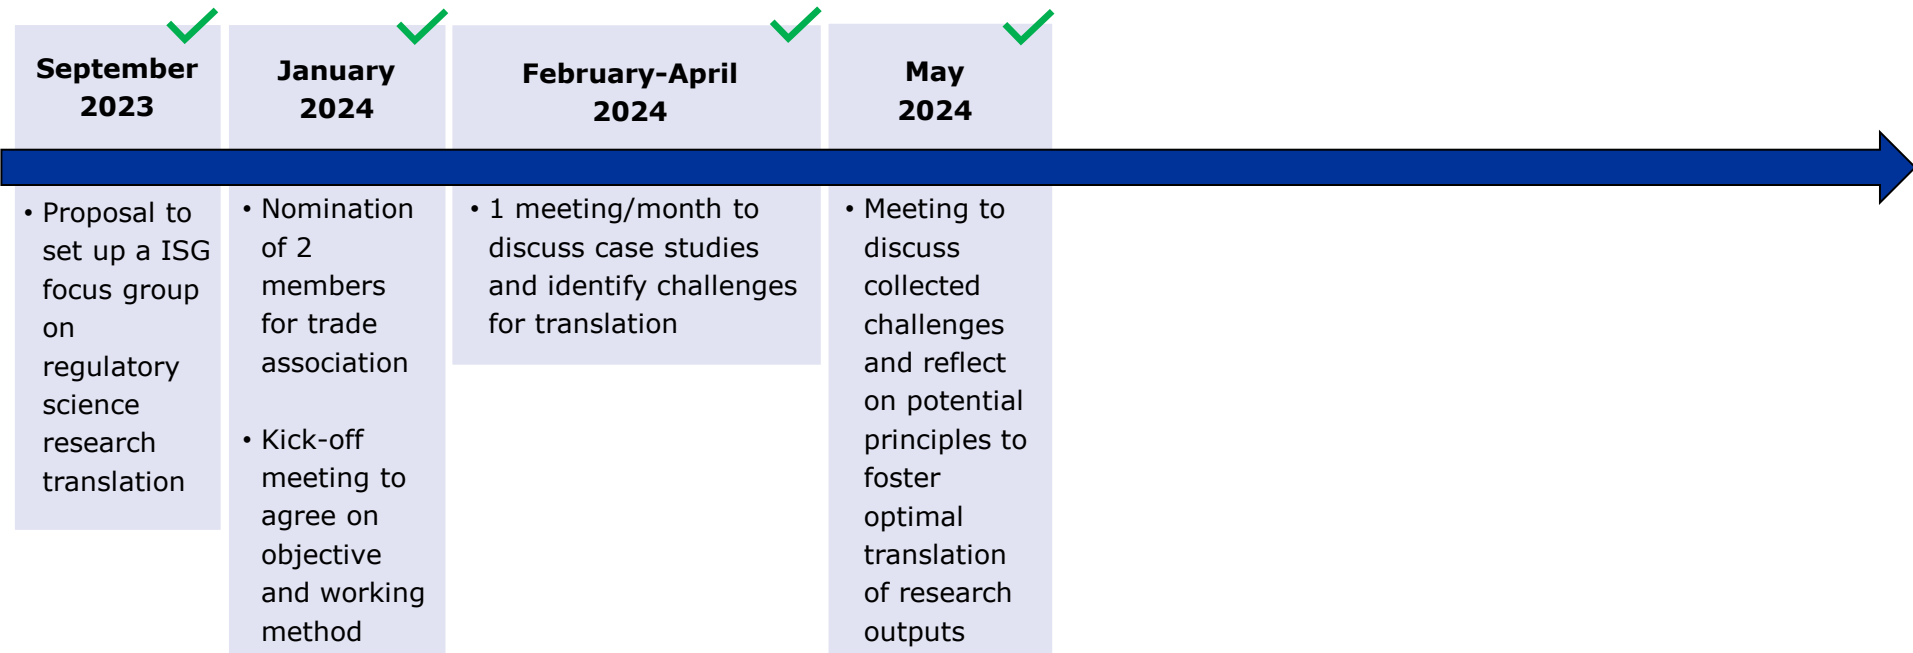 September
2023
• Proposal to
set up a ISG
focus group
on
regulatory
science
research
translation
January
2024
• Nomination
of 2
members
for trade
association
• Kick-off
meeting to
agree on
objective
and working
method
February-April
2024
• 1 meeting/month to
discuss case studies
and identify challenges
for translation
May
2024
• Meeting to
discuss
collected
challenges
and reflect
on potential
principles to
foster
optimal
translation
of research
outputs